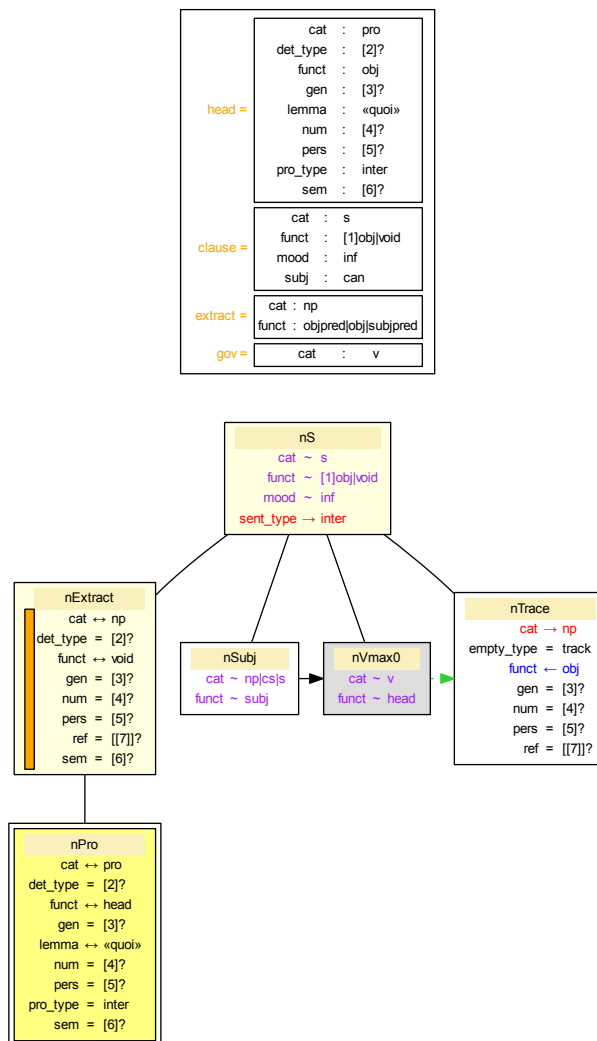 head =
cat : pro
det_type : [2]?
funct : obj
gen : [3]?
lemma : «quoi»
num : [4]?
pers : [5]?
pro_type : inter
sem : [6]?
clause =
cat : s
funct : [1]obj|void
mood : inf
subj : can
extract =
cat : np
funct : objpred|obj|subjpred
gov =
cat : v
nS
cat ~ s
funct ~ [1]obj|void
mood ~ inf
sent_type → inter
nExtract
cat ↔ np
det_type = [2]?
funct ↔ void
gen = [3]?
num = [4]?
pers = [5]?
ref = [[7]]?
sem = [6]?
nSubj
cat ~ np|cs|s
funct ~ subj
nVmax0
cat ~ v
funct ~ head
nTrace
cat → np
empty_type = track
funct ← obj
gen = [3]?
num = [4]?
pers = [5]?
ref = [[7]]?
nPro
cat ↔ pro
det_type = [2]?
funct ↔ head
gen = [3]?
lemma ↔ «quoi»
num = [4]?
pers = [5]?
pro_type = inter
sem = [6]?